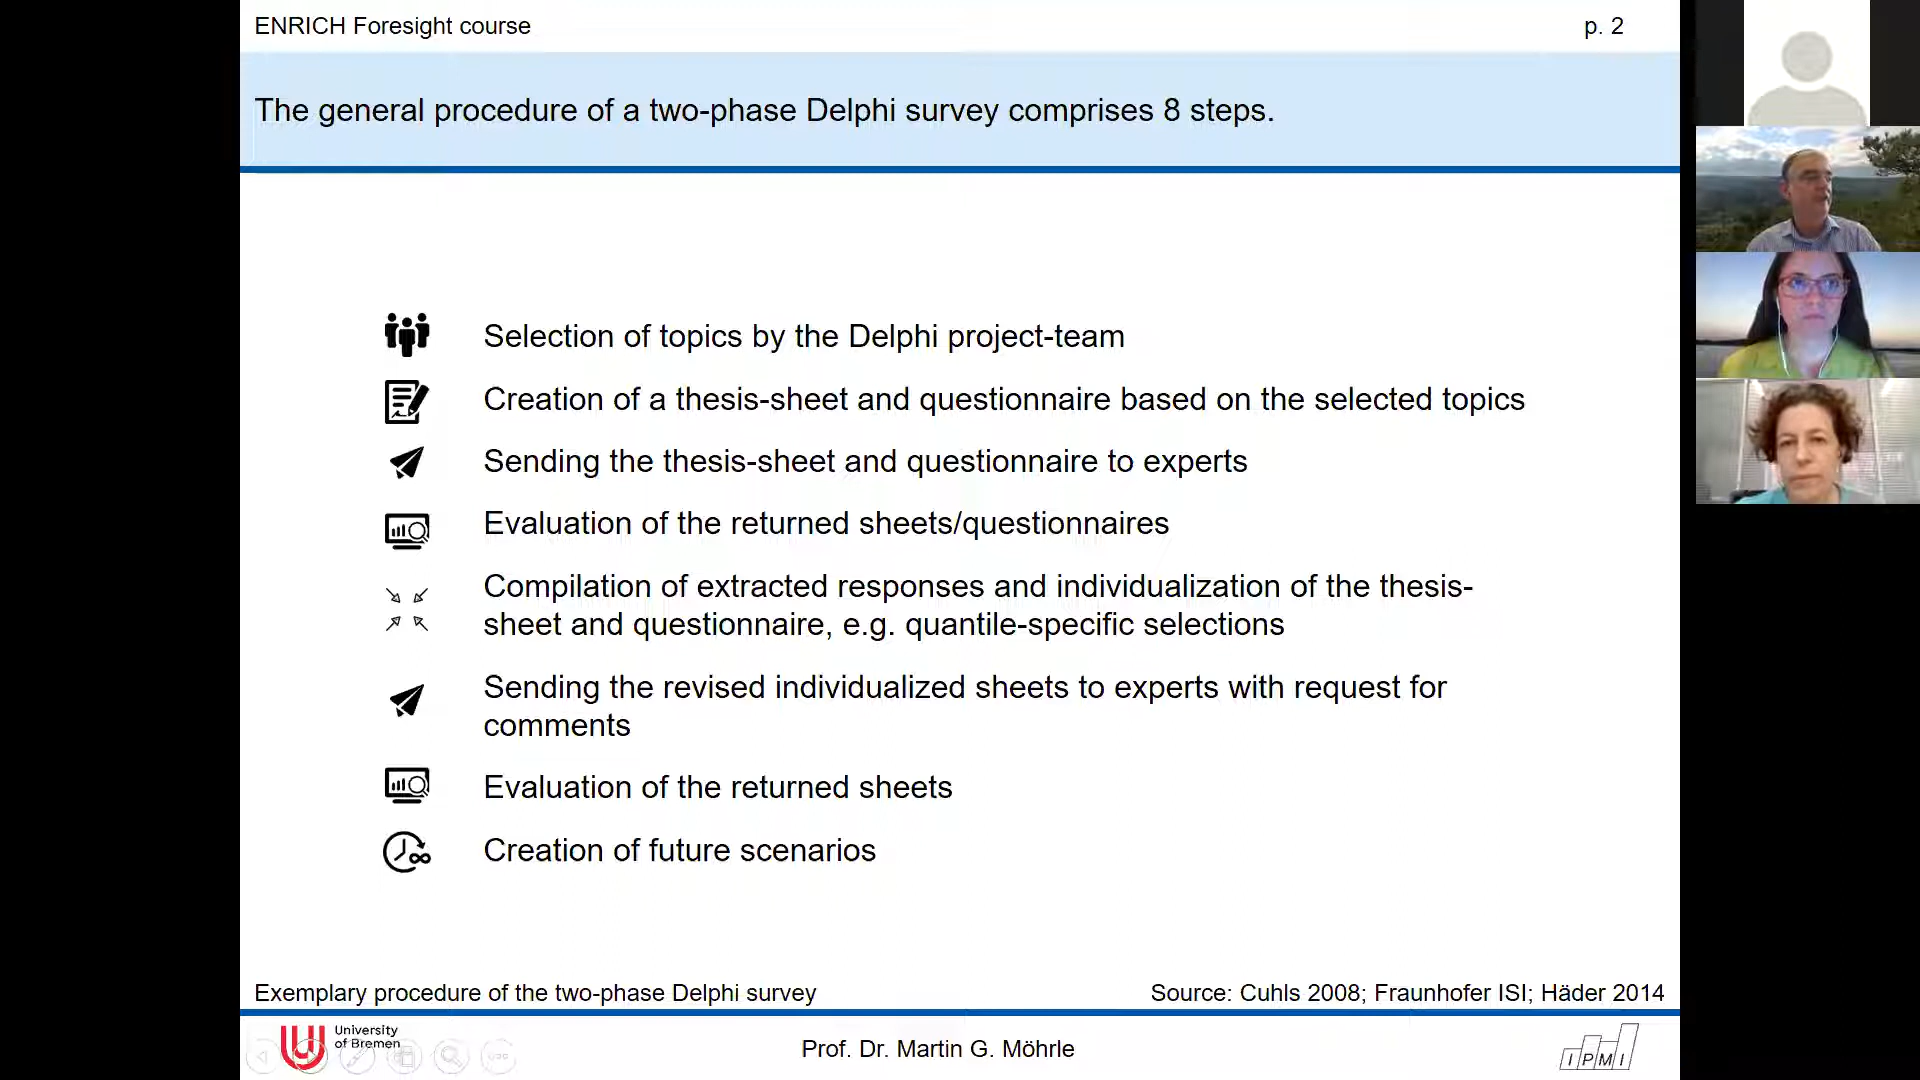 ENRICH Foresight course
p. 2
The general procedure of a two-phase Delphi survey comprises 8 steps.
Selection of topics by the Delphi project-team
Creation of a thesis-sheet and questionnaire based on the selected topics
Sending the thesis-sheet and questionnaire to experts
Evaluation of the returned sheets/questionnaires
Compilation of extracted responses and individualization of the thesis-
sheet and questionnaire, e.g. quantile-specific selections
Sending the revised individualized sheets to experts with request for
comments
Evaluation of the returned sheets
Creation of future scenarios
Exemplary procedure of the two-phase Delphi survey
Source: Cuhls 2008; Fraunhofer ISI; Häder 2014
University
of Bremen
Prof. Dr. Martin G. Möhrle
IPMI